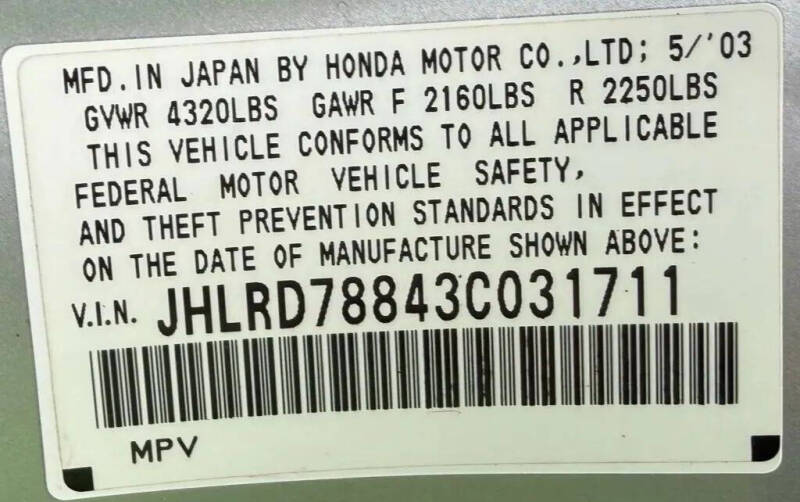 MFD. IN JAPAN BY HONDA MOTOR CO.,LTD; 5/'03
GVWR 4320LBS GAWR F 2160LBS R 2250LBS
THIS VEHICLE CONFORMS TO ALL APPLICABLE
FEDERAL MOTOR VEHICLE SAFETY,
AND THEFT PREVENTION STANDARDS IN EFFECT
ON THE DATE OF MANUFACTURE SHOWN ABOVE:
V.I.N. JHLRD78843C031711
MPV